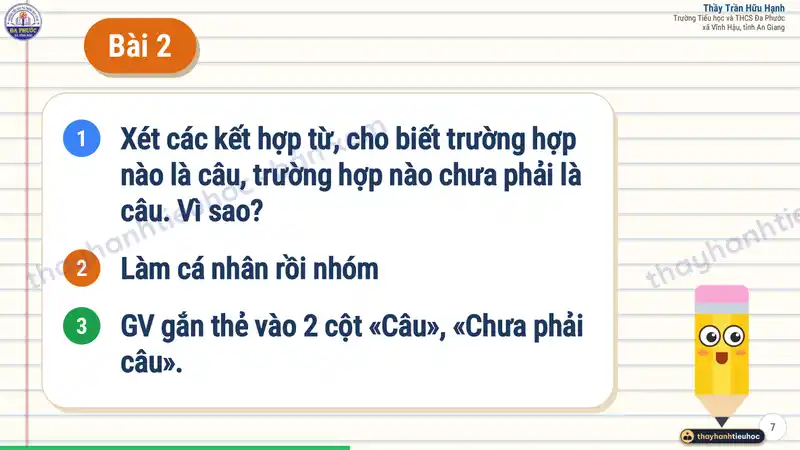 Thầy Trần Hữu Hạnh
Trường Tiểu học và THCS Đa Phước
xã Vĩnh Hậu, tỉnh An Giang
ĐA PHƯỚC
Bài 2
1 Xét các kết hợp từ, cho biết trường hợp
nào là câu, trường hợp nào chưa phải là
câu. Vì sao?
2 Làm cá nhân rồi nhóm
3 GV gắn thẻ vào 2 cột «Câu», «Chưa phải
câu».
7
thayhanhtieuhoc